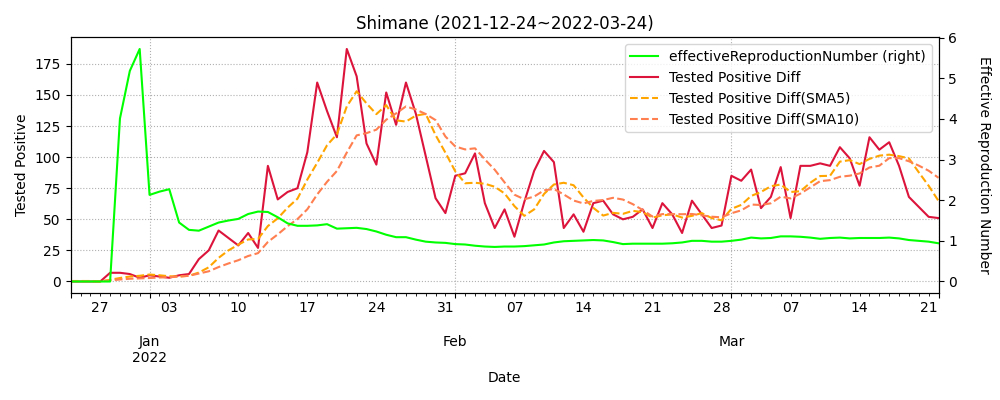 Shimane (2021-12-24~2022-03-24)
effectiveReproductionNumber (right)
Tested Positive Diff
Tested Positive Diff(SMA5)
Tested Positive Diff(SMA10)
Tested Positive
175
150
125
100
75
50
25
0
6
5
4
3
2
1
0
Effective Reproduction Number
27 03 10 17 24 31 07 14 21 28 07 14 21
Jan Feb Mar
2022
Date